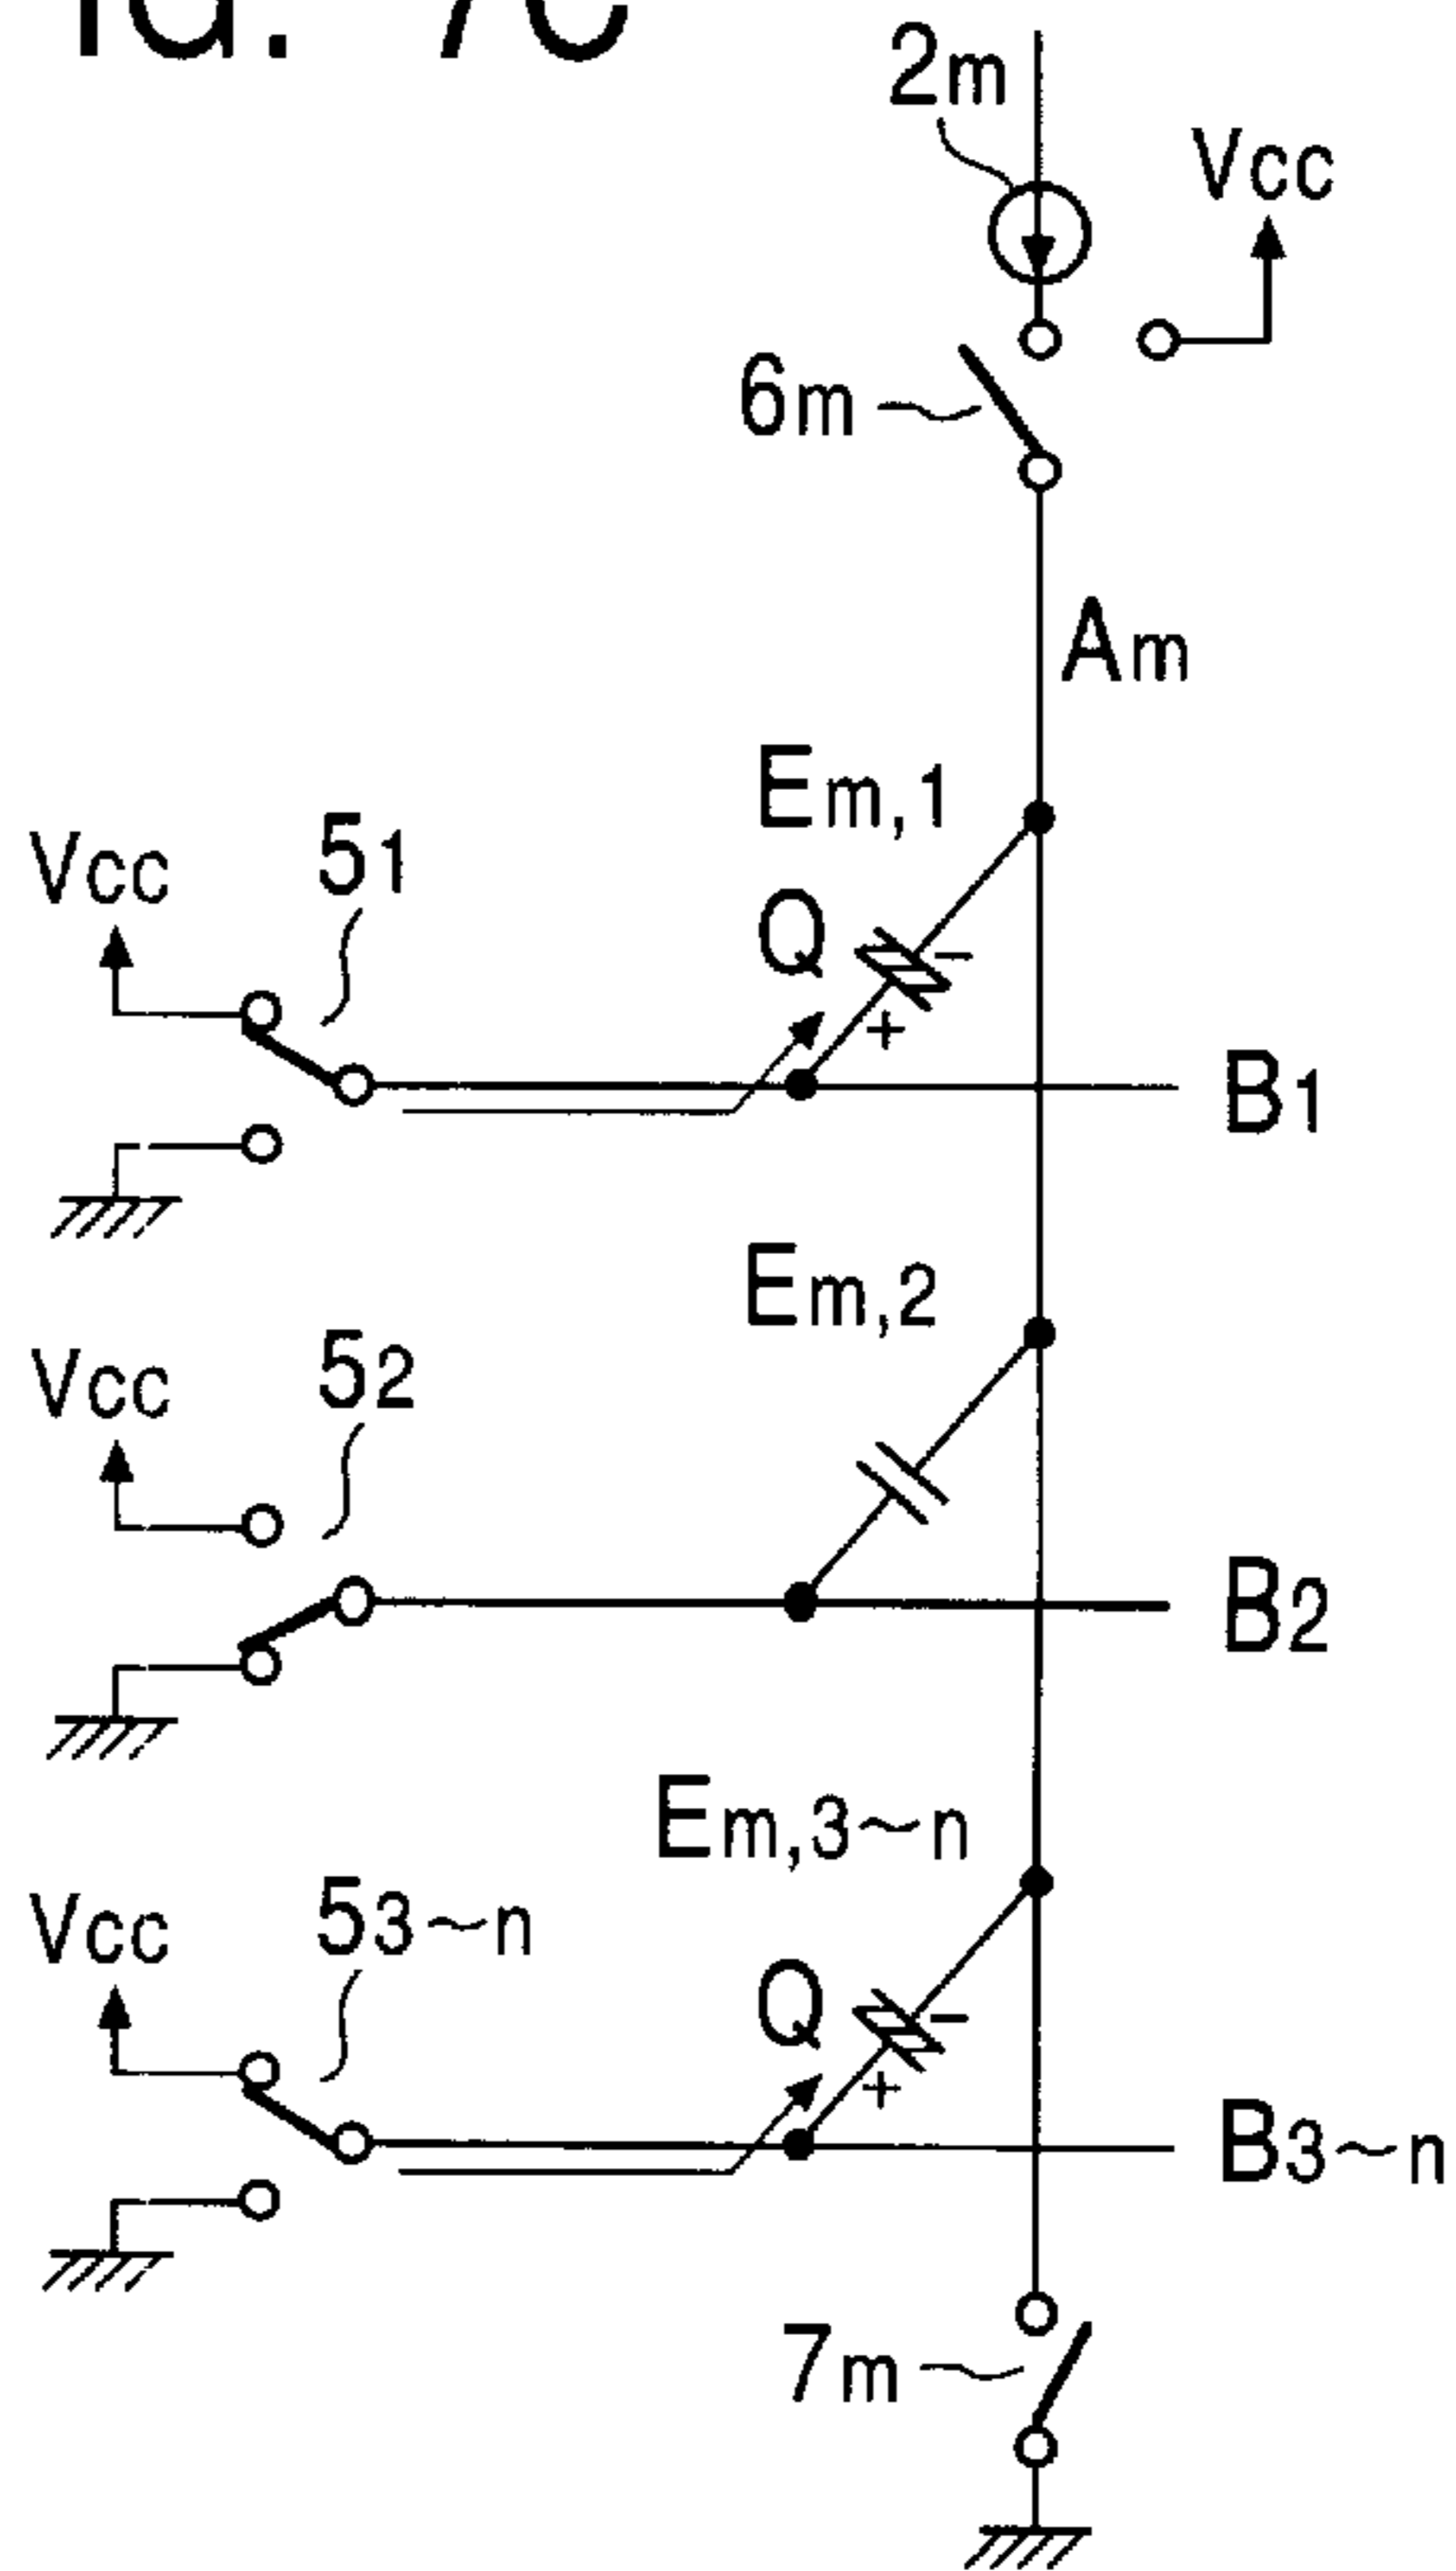 7C
2m
Vcc
6m
Am
Em,1
Vcc
51
Q
-
+
B1
Em,2
Vcc
52
B2
Em,3~n
Vcc
53~n
Q
-
+
B3~n
7m